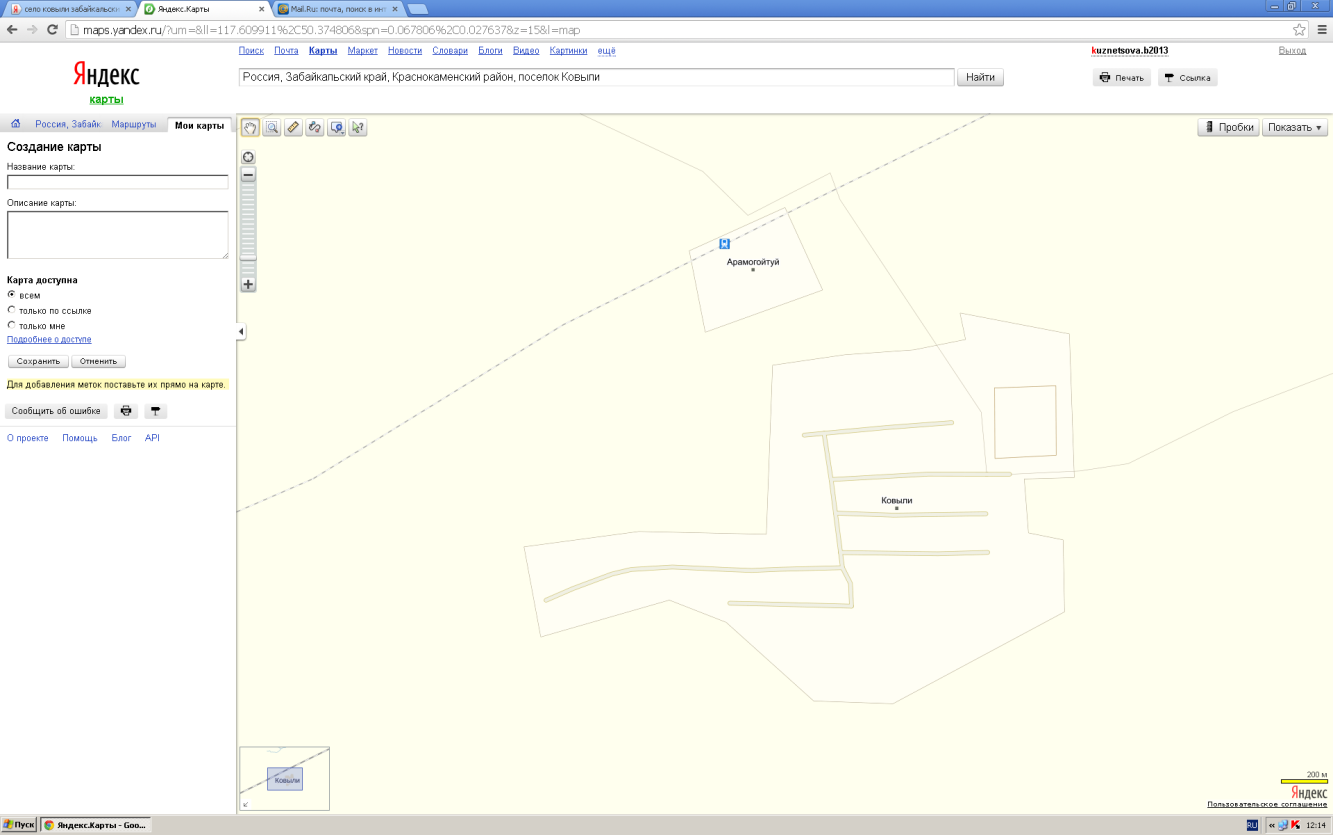 село ковыли забайкальски
Яндекс.Карты
Mail.Ru: почта, поиск в инт
maps.yandex.ru/?um=&ll=117.609911%2C50.374806&spn=0.067806%2C0.027637&z=15&l=map
Поиск Почта Карты Маркет Новости Словари Блоги Видео Картинки ещё
kuznetsova.b2013 Выход
Яндекс
карты
Россия, Забайкальский край, Краснокаменский район, поселок Ковыли
Найти
Печать
Ссылка
Россия, Забайк Маршруты Мои карты
Пробки
Показать
Создание карты
Название карты:
Описание карты:
Карта доступна
всем
только по ссылке
только мне
Подробнее о доступе
Сохранить Отменить
Для добавления меток поставьте их прямо на карте.
Сообщить об ошибке
О проекте Помощь Блог API
Арамогойтуй
Ковыли
Ковыли
200 м
Яндекс
Пользовательское соглашение
Пуск
Яндекс.Карты - Goo...
RU
«
12:14